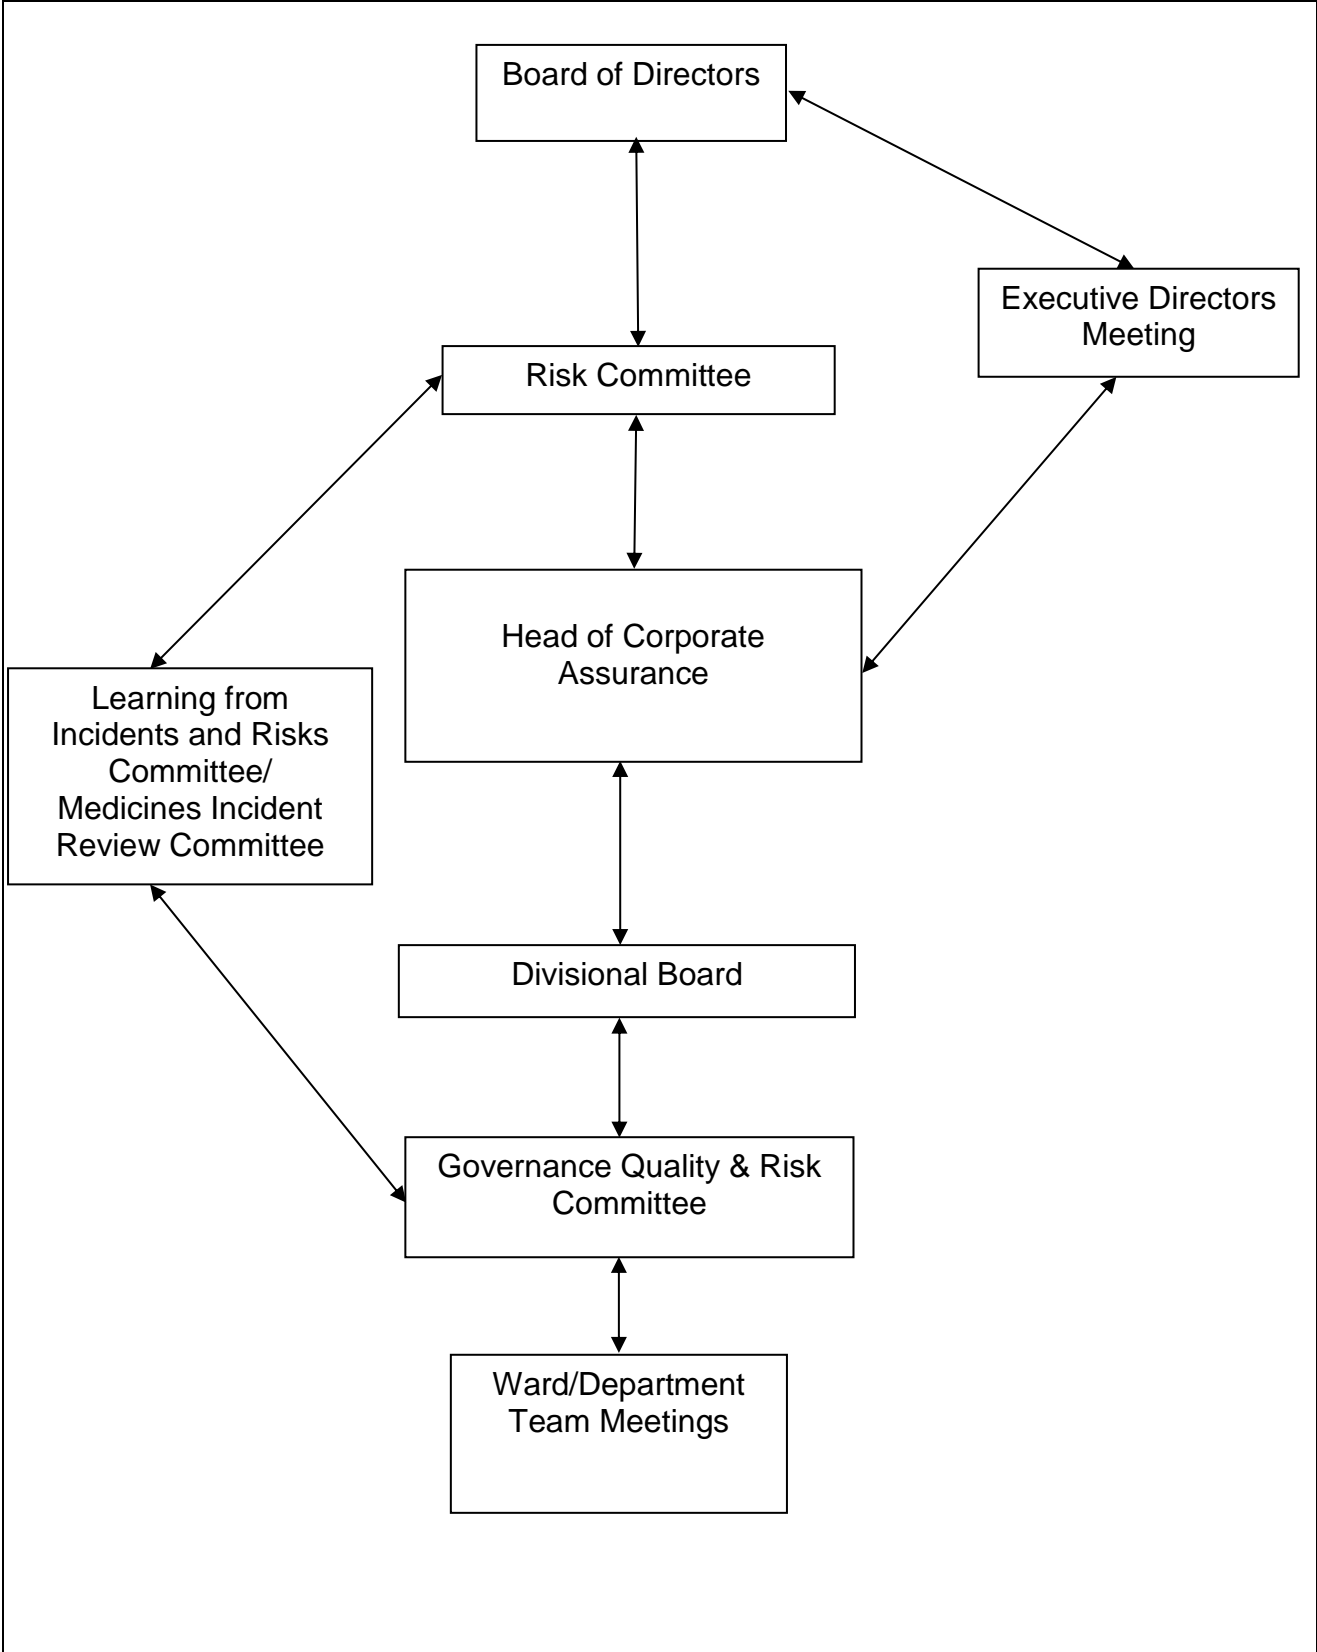 Board of Directors
Executive Directors
Meeting
Risk Committee
Head of Corporate
Assurance
Learning from
Incidents and Risks
Committee/
Medicines Incident
Review Committee
Divisional Board
Governance Quality & Risk
Committee
Ward/Department
Team Meetings